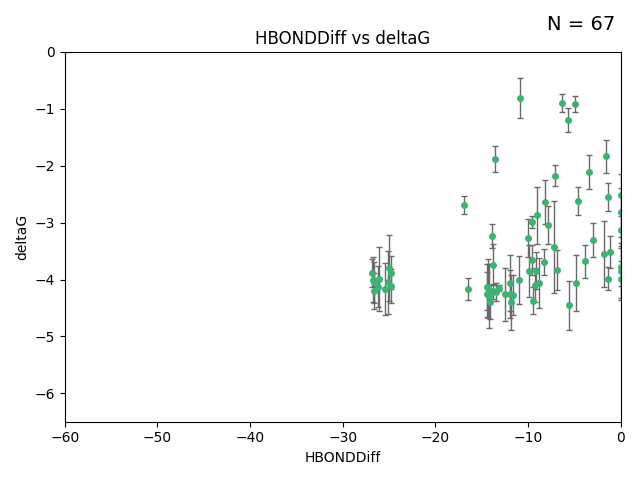 N = 67
HBONDDiff vs deltaG
0
−1
−2
−3
−4
−5
−6
deltaG
−60 −50 −40 −30 −20 −10 0
HBONDDiff